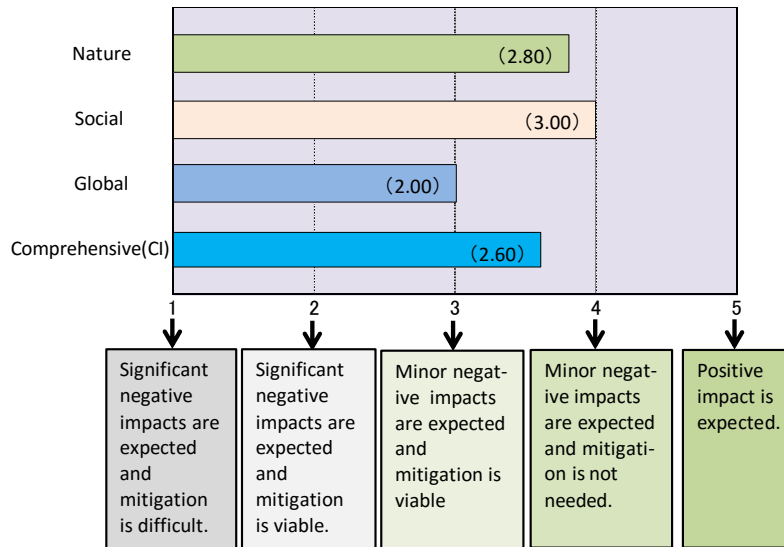 Nature
（2.80）
Social
（3.00）
Global
（2.00）
Comprehensive(CI)
（2.60）
1
2
3
4
5
Significant
negative
impacts are
expected
and
mitigation
is difficult.
Significant
negative
impacts are
expected
and
mitigation
is viable.
Minor negat-
ive impacts
are expected
and
mitigation is
viable
Minor negat-
ive impacts
are expected
and mitigati-
on is not
needed.
Positive
impact is
expected.